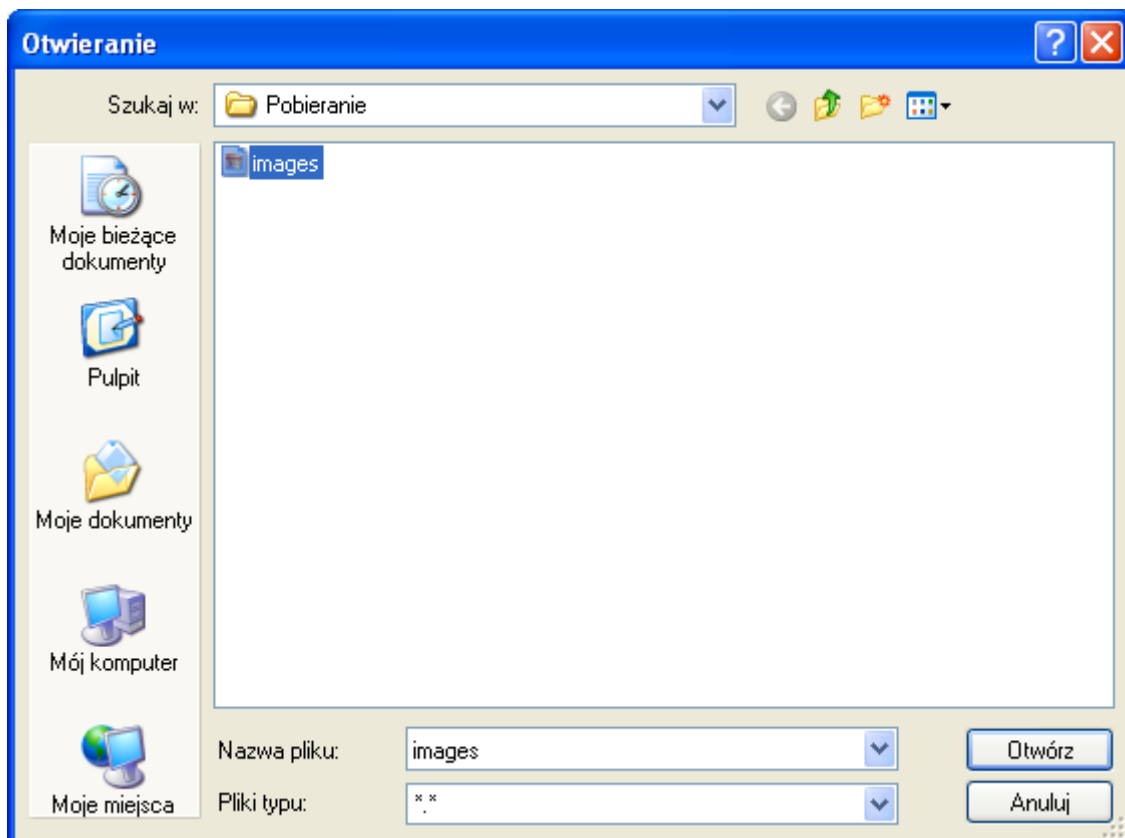 Otwieranie
Szukaj w: Pobieranie
images
Moje bieżące
dokumenty
Pulpit
Moje dokumenty
Mój komputer
Moje miejsca
Nazwa pliku: images Otwórz
Pliki typu: *.* Anuluj